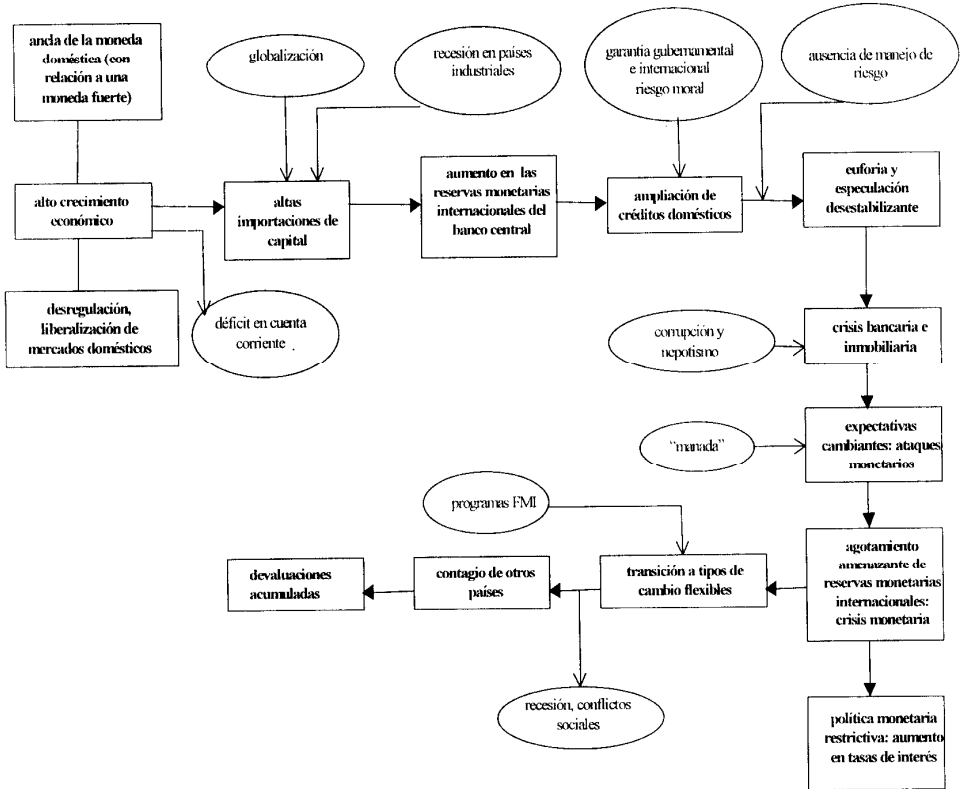 ancla de la moneda
doméstica (con
relación a una
moneda fuerte)
globalización
recesión en países
industriales
garantía gubernamental
e internacional
riesgo moral
ausencia de manejo de
riesgo
alto crecimiento
económico
altas
importaciones de
capital
aumento en las
reservas monetarias
internacionales del
banco central
ampliación de
créditos domésticos
euforia y
especulación
desestabilizante
desregulación,
liberalización de
mercados domésticos
déficit en cuenta
corriente
corrupción y
nepotismo
crisis bancaria e
inmobiliaria
"manada"
expectativas
cambiantes: ataques
monetarios
programas FMI
devaluaciones
acumuladas
contagio de otros
países
transición a tipos de
cambio flexibles
agotamiento
amenazante de
reservas monetarias
internacionales:
crisis monetaria
recesión, conflictos
sociales
política monetaria
restrictiva: aumento
en tasas de interés